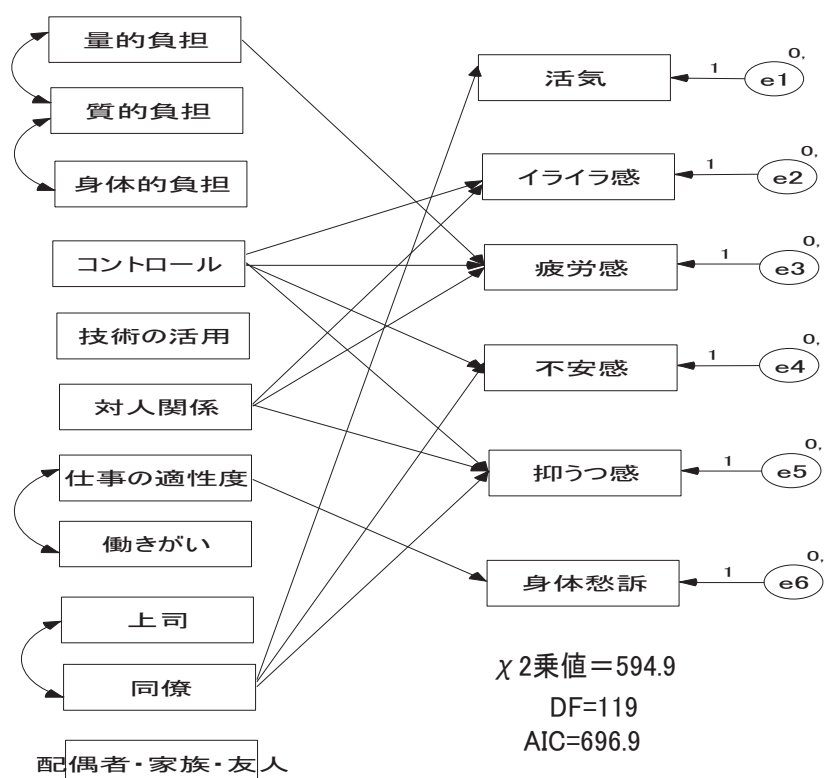 量的負担
質的負担
身体的負担
コントロール
技術の活用
対人関係
仕事の適性度
働きがい
上司
同僚
配偶者・家族・友人
活気
1
0,
e1
イライラ感
1
0,
e2
疲労感
1
0,
e3
不安感
1
0,
e4
抑うつ感
1
0,
e5
身体愁訴
1
0,
e6
χ2乗値=594.9
DF=119
AIC=696.9